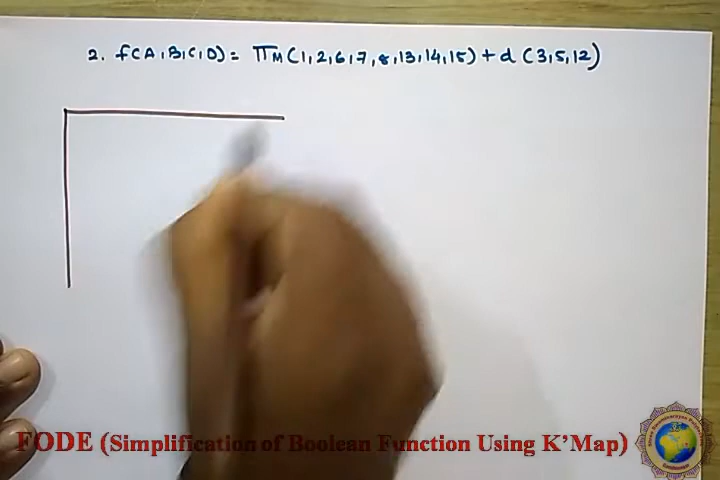 2. f(A,B,C,D) = ΠM(1,2,6,7,8,13,14,15)+d(3,5,12)
FODE (Simplification of Boolean Function Using K'Map)